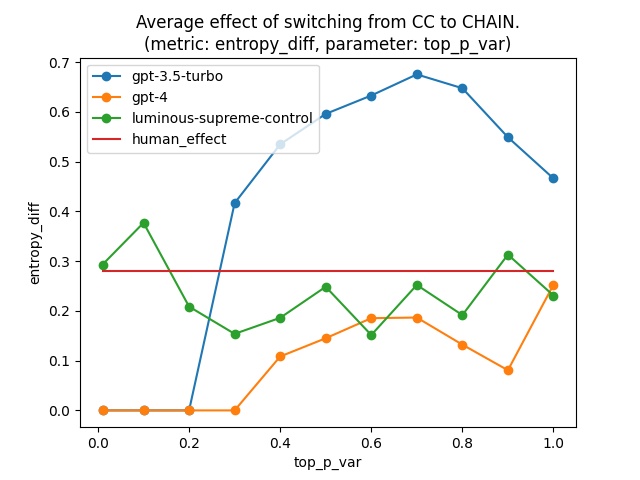 Average effect of switching from CC to CHAIN.
(metric: entropy_diff, parameter: top_p_var)
gpt-3.5-turbo
gpt-4
luminous-supreme-control
human_effect
entropy_diff
0.7
0.6
0.5
0.4
0.3
0.2
0.1
0.0
0.0 0.2 0.4 0.6 0.8 1.0
top_p_var